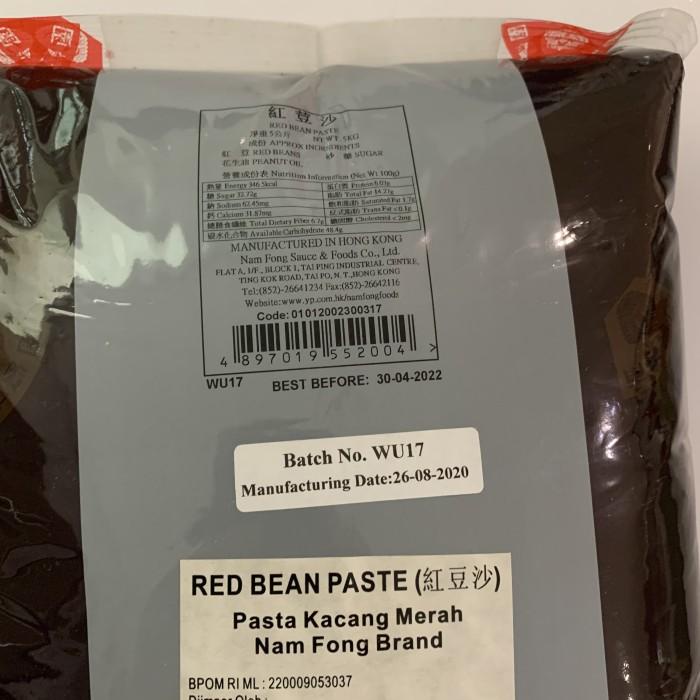 紅荳沙
RED BEAN PASTE
淨重5公斤 NT WT. 5KG
成份 APPROX INGREDIENTS
紅荳 RED BEANS 砂糖 SUGAR
花生油 PEANUT OIL
營養成份表 Nutrition Information (Net Wt 100g)
熱量 Energy 346.5kcal 蛋白質 Protein 6.03g
糖 Sugar 32.72g 脂肪 Total Fat 14.23g
鈉 Sodium 62.45mg 飽和脂肪 Saturated Fat 1.7g
鈣 Calcium 31.87mg 反式脂肪 Trans Fat <0.1g
總膳食纖維 Total Dietary Fiber 6.7g 膽固醇 Cholesterol <2mg
碳水化合物 Available Carbohydrate 48.4g
MANUFACTURED IN HONG KONG
Nam Fong Sauce & Foods Co., Ltd.
FLAT A, 1/F., BLOCK 1, TAI PING INDUSTRIAL CENTRE,
TING KOK ROAD, TAI PO, N.T., HONG KONG
Tel:(852)-26641234 Fax:(852)-26642116
Website:www.yp.com.hk/namfongfoods
Code: 01012002300317
4 897019 552004 >
WU17 BEST BEFORE: 30-04-2022
Batch No. WU17
Manufacturing Date:26-08-2020
RED BEAN PASTE (紅豆沙)
Pasta Kacang Merah
Nam Fong Brand
BPOM RI ML : 220009053037